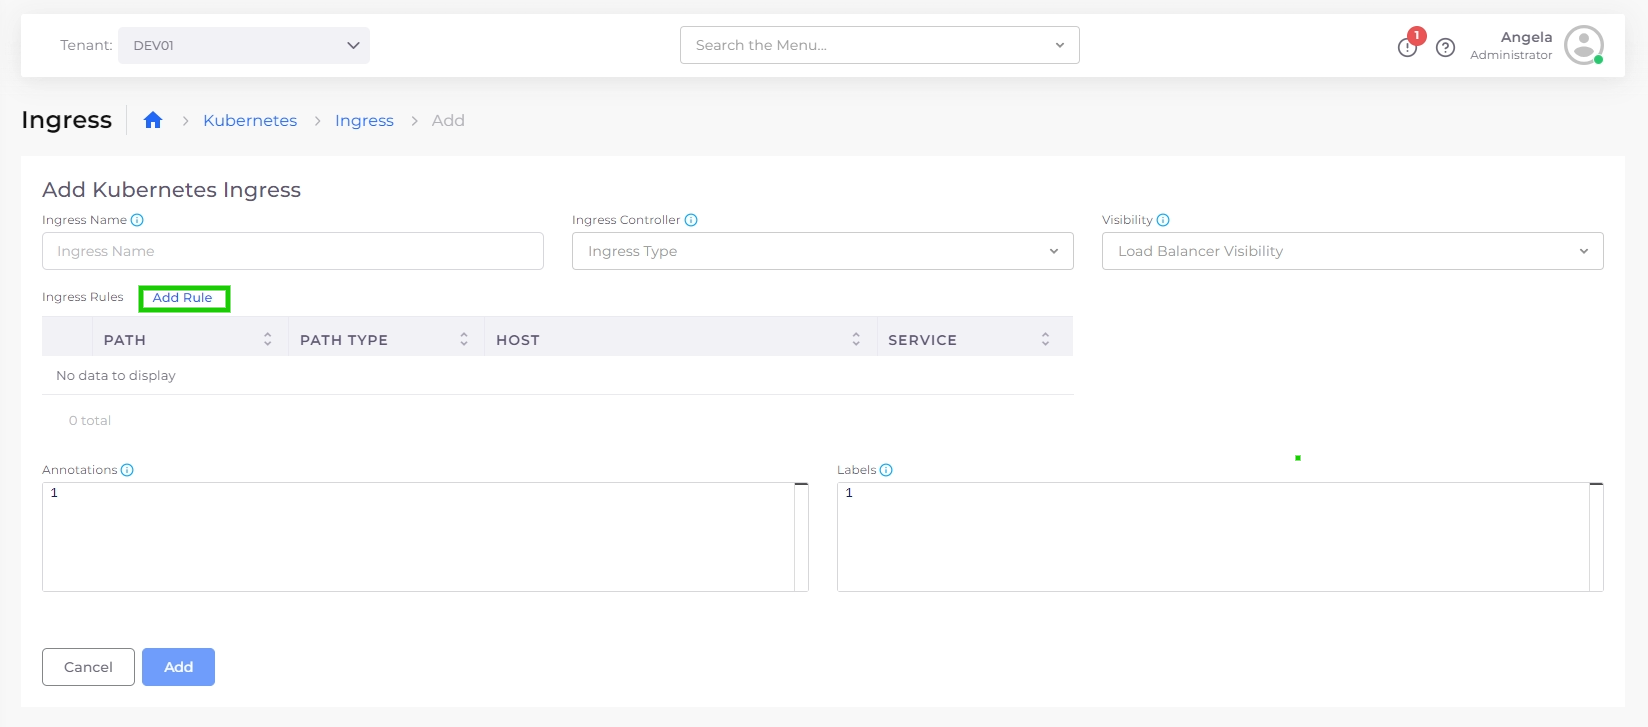 Tenant: DEV01 Search the Menu... 1 Angela
Administrator
Ingress > Kubernetes > Ingress > Add
Add Kubernetes Ingress
Ingress Name Ingress Controller Visibility
Ingress Name Ingress Type Load Balancer Visibility
Ingress Rules Add Rule
PATH PATH TYPE HOST SERVICE
No data to display
0 total
Annotations Labels
1 1
Cancel Add